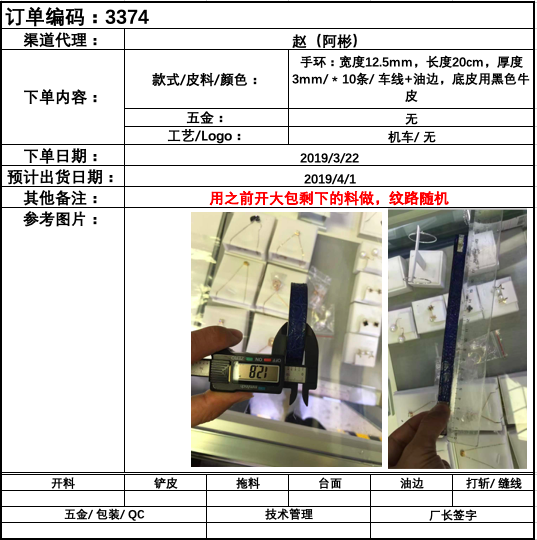 订单编码：3374
渠道代理：
赵（阿彬）
下单内容：
款式/皮料/颜色：
手环：宽度12.5mm，长度20cm，厚度
3mm/＊10条/ 车线+油边，底皮用黑色牛
皮
五金：
无
工艺/Logo：
机车/ 无
下单日期：
2019/3/22
预计出货日期：
2019/4/1
其他备注：
用之前开大包剩下的料做，纹路随机
参考图片：
开料
铲皮
拖料
台面
油边
打斩/ 缝线
五金/ 包装/ QC
技术管理
厂长签字